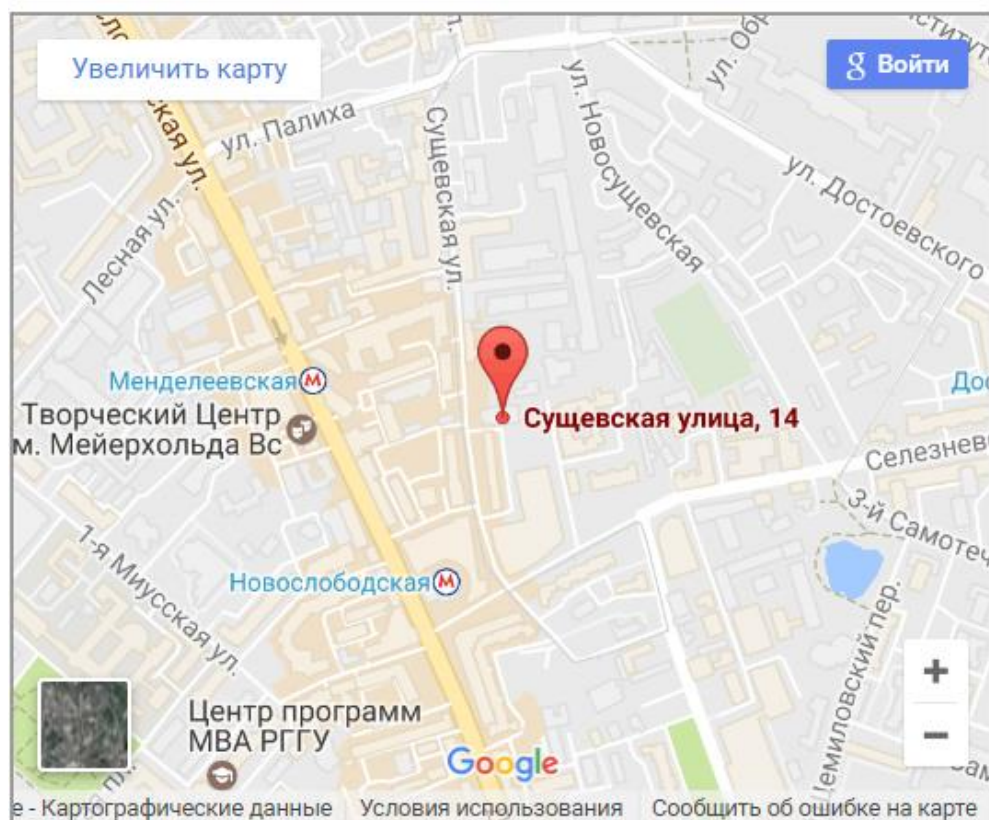 Увеличить карту
g Войти
ул. Палиха
Сущевская ул.
ул. Новосущевская
ул. Достоевского
Лесная ул.
Менделеевская
Творческий Центр
м. Мейерхольда Вс
Сущевская улица, 14
Селезнев
3-й Самотеч
1-я Миусская ул.
Новослободская
Цемиловский пер.
Центр программ
МВА РГГУ
Google
е - Картографические данные
Условия использования
Сообщить об ошибке на карте